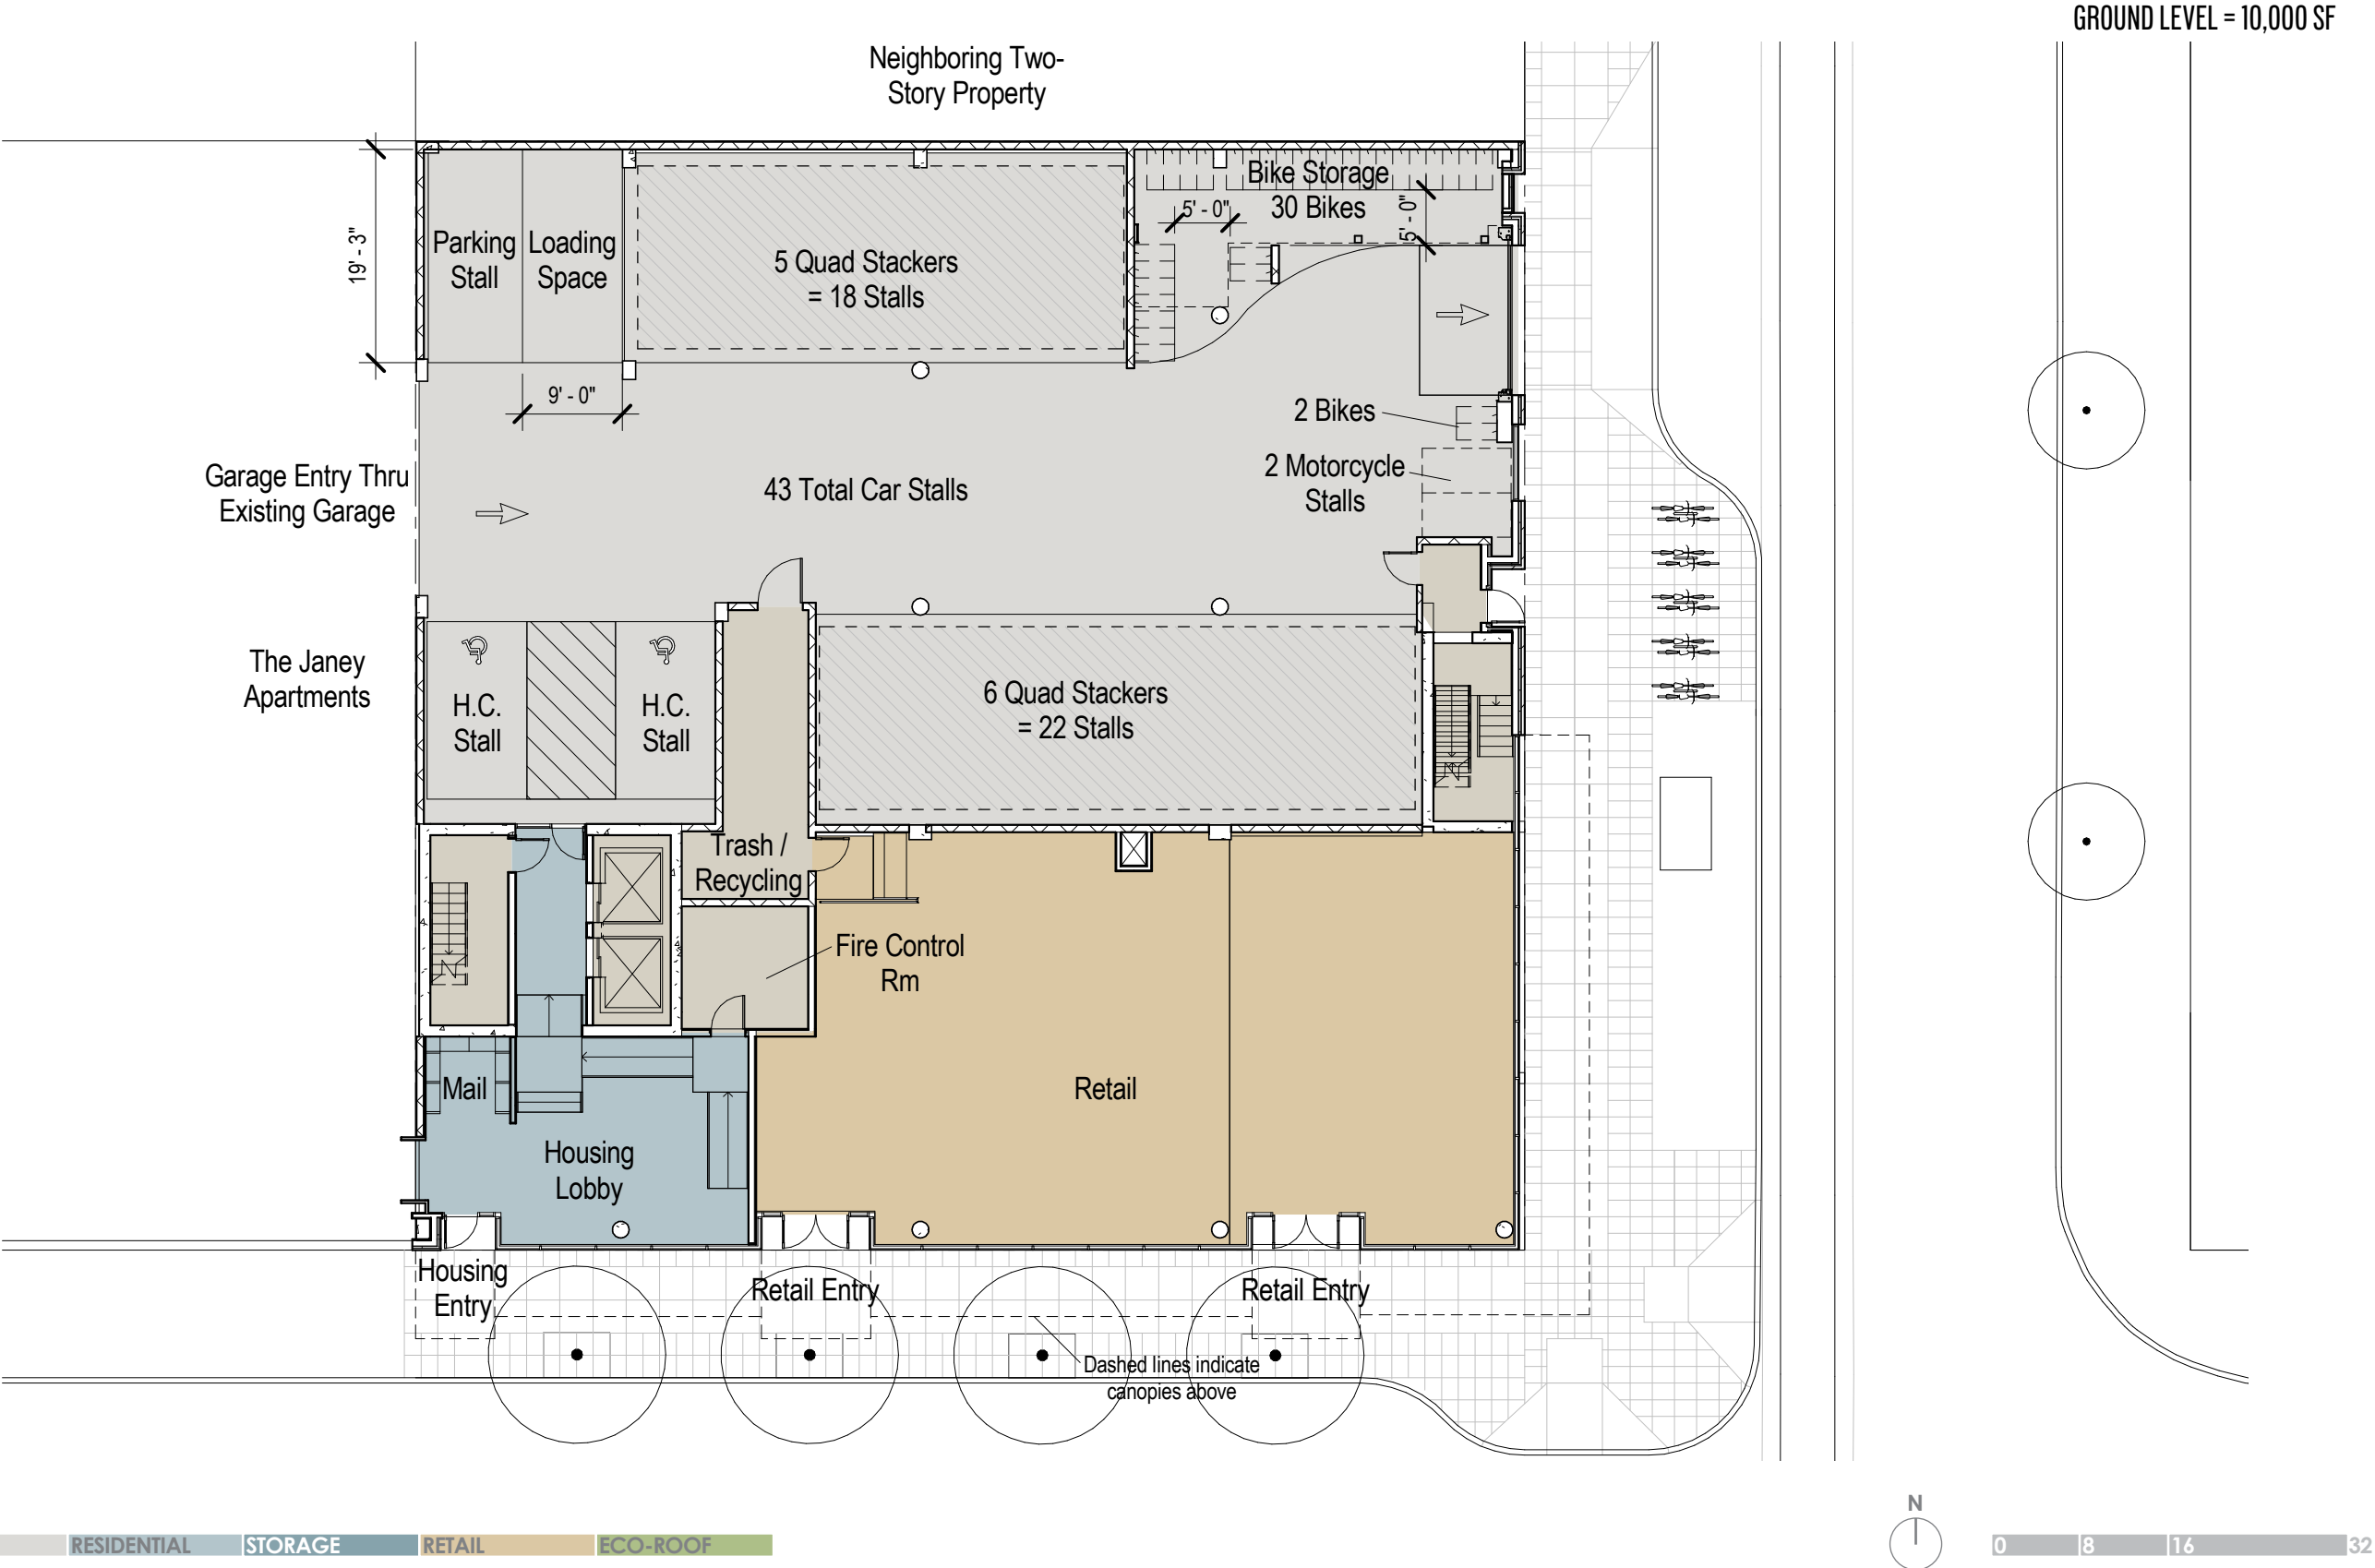 GROUND LEVEL = 10,000 SF
Neighboring Two-
Story Property
Bike Storage
30 Bikes
5' - 0"
5' - 0"
19' - 3"
Parking
Stall
Loading
Space
5 Quad Stackers
= 18 Stalls
9' - 0"
2 Bikes
2 Motorcycle
Stalls
Garage Entry Thru
Existing Garage
43 Total Car Stalls
The Janey
Apartments
H.C.
Stall
H.C.
Stall
6 Quad Stackers
= 22 Stalls
Trash /
Recycling
Fire Control
Rm
Mail
Retail
Housing
Lobby
Housing
Entry
Retail Entry
Retail Entry
Dashed lines indicate
canopies above
RESIDENTIAL
STORAGE
RETAIL
ECO-ROOF
N
0 8 16 32